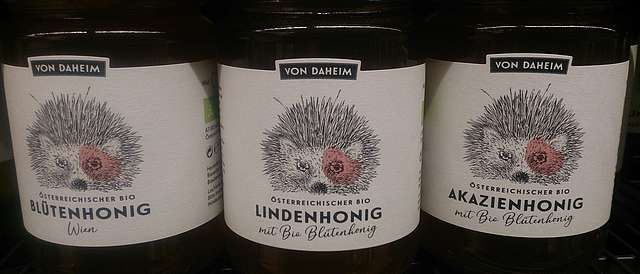 VON DAHEIM
ÖSTERREICHISCHER BIO
BLÜTENHONIG
Wien
VON DAHEIM
ÖSTERREICHISCHER BIO
LINDENHONIG
mit Bio Blütenhonig
VON DAHEIM
ÖSTERREICHISCHER BIO
AKAZIENHONIG
mit Bio Blütenhonig